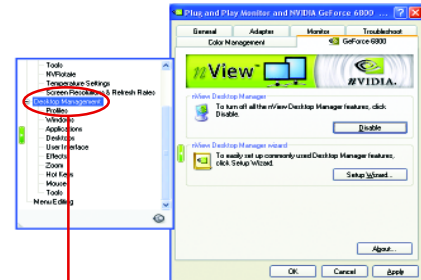 Plug and Play Monitor and NVIDIA GeForce 6800 ...
General Adapter Monitor Troubleshoot
Color Management GeForce 6800
nView NVIDIA.
nView Desktop Manager
To turn off all the nView Desktop Manager features, click
Disable.
Disable
nView Desktop Manager wizard
To easily set up commonly used Desktop Manager features,
click Setup Wizard.
Setup Wizard...
About...
OK Cancel Apply
Tools
NVRotate
Temperature Settings
Screen Resolutions & Refresh Rates
Desktop Management
Profiles
Windows
Applications
Desktops
User Interface
Effects
Zoom
Hot Keys
Mouse
Tools
Menu Editing